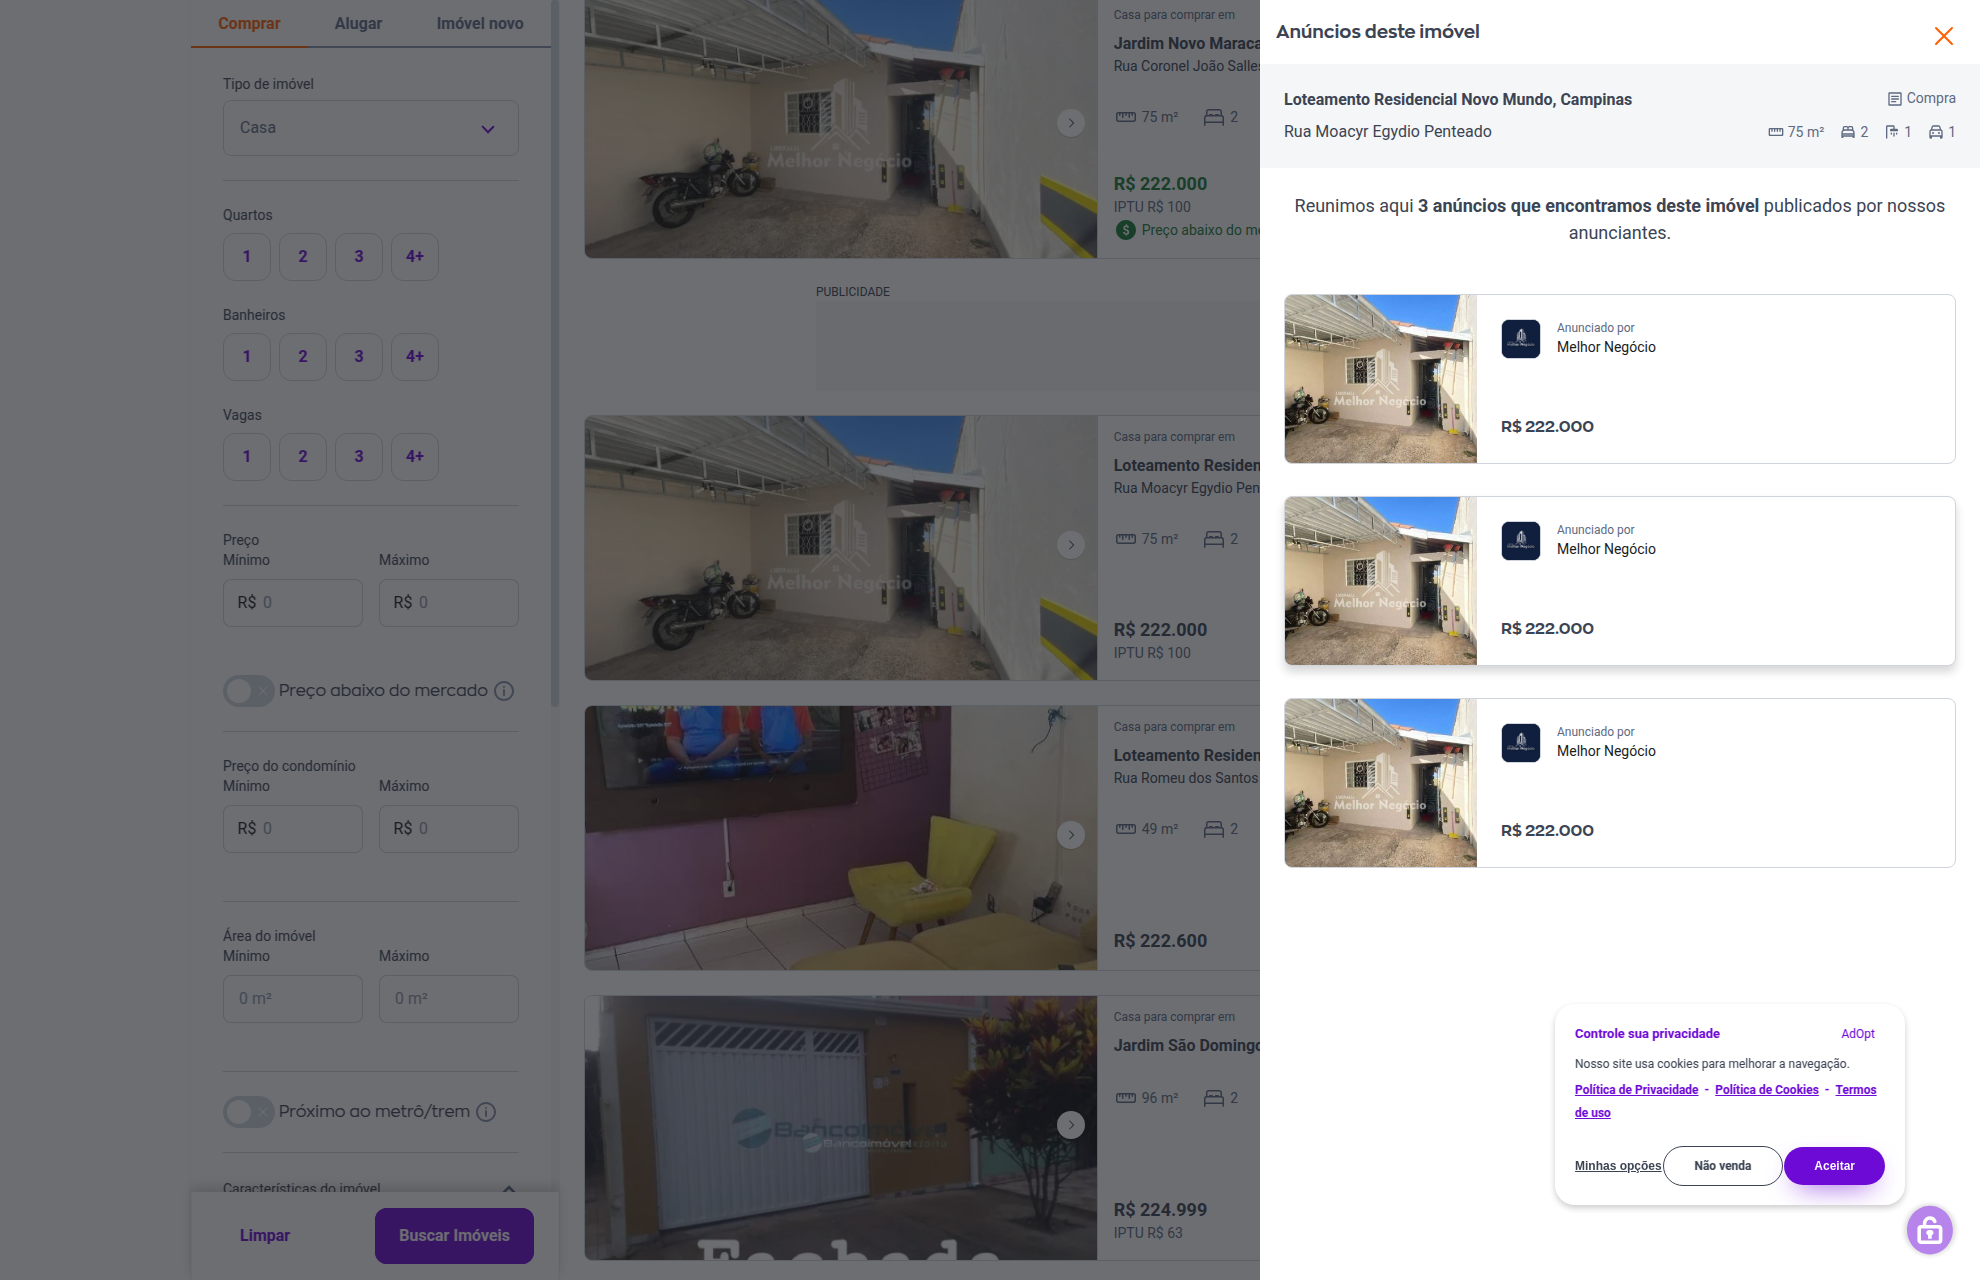 Comprar
Alugar
Imóvel novo
Tipo de imóvel
Casa
Quartos
1
2
3
4+
Banheiros
1
2
3
4+
Vagas
1
2
3
4+
Preço
Mínimo
Máximo
R$ 0
R$ 0
Preço abaixo do mercado
Preço do condomínio
Mínimo
Máximo
R$ 0
R$ 0
Área do imóvel
Mínimo
Máximo
0 m²
0 m²
Próximo ao metrô/trem
Características do imóvel
Limpar
Buscar Imóveis
Melhor Negócio
Casa para comprar em
Jardim Novo Maraca
Rua Coronel João Salle
75 m²
2
R$ 222.000
IPTU R$ 100
Preço abaixo do me
PUBLICIDADE
Melhor Negócio
Casa para comprar em
Loteamento Residen
Rua Moacyr Egydio Pen
75 m²
2
R$ 222.000
IPTU R$ 100
Casa para comprar em
Loteamento Residen
Rua Romeu dos Santos
49 m²
2
R$ 222.600
Bancoimóvel
Bancoimóvel
Fachada
Casa para comprar em
Jardim São Domingo
96 m²
2
R$ 224.999
IPTU R$ 63
Anúncios deste imóvel
Loteamento Residencial Novo Mundo, Campinas
Compra
Rua Moacyr Egydio Penteado
75 m²
2
1
1
Reunimos aqui 3 anúncios que encontramos deste imóvel publicados por nossos
anunciantes.
Melhor Negócio
Anunciado por
Melhor Negócio
R$ 222.000
Melhor Negócio
Anunciado por
Melhor Negócio
R$ 222.000
Melhor Negócio
Anunciado por
Melhor Negócio
R$ 222.000
Controle sua privacidade
AdOpt
Nosso site usa cookies para melhorar a navegação.
Política de Privacidade - Política de Cookies - Termos
de uso
Minhas opções
Não venda
Aceitar